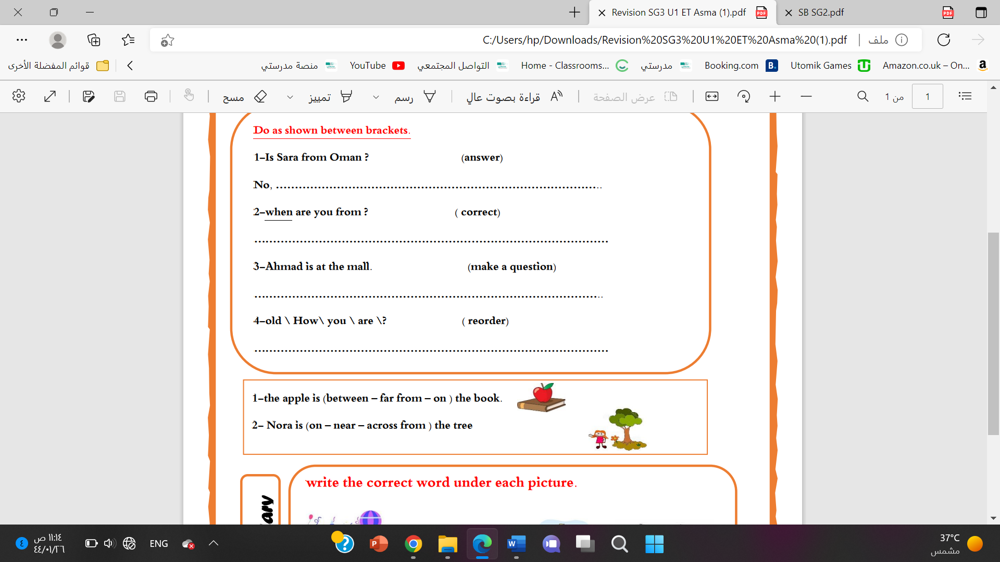 Revision SG3 U1 ET Asma (1).pdf
SB SG2.pdf
C:/Users/hp/Downloads/Revision%20SG3%20U1%20ET%20Asma%20(1).pdf
ملف
Amazon.co.uk – On...
Utomik Games
Booking.com
مدرستي
Home - Classrooms...
التواصل المجتمعي
YouTube
منصة مدرستي
قوائم المفضلة الأخرى
1
من 1
عرض الصفحة
قراءة بصوت عالٍ
رسم
تمييز
مسح
Do as shown between brackets.
1-Is Sara from Oman ? (answer)
No, ..........................................................................................
2-when are you from ? ( correct)
..........................................................................................
3-Ahmad is at the mall. (make a question)
..........................................................................................
4-old \ How\ you \ are \? ( reorder)
..........................................................................................
1-the apple is (between – far from – on ) the book.
2- Nora is (on – near – across from ) the tree
write the correct word under each picture.
ary
37°C
مشمس
ENG
١١:١٤ ص
٤٤/٠١/٢٦
٤